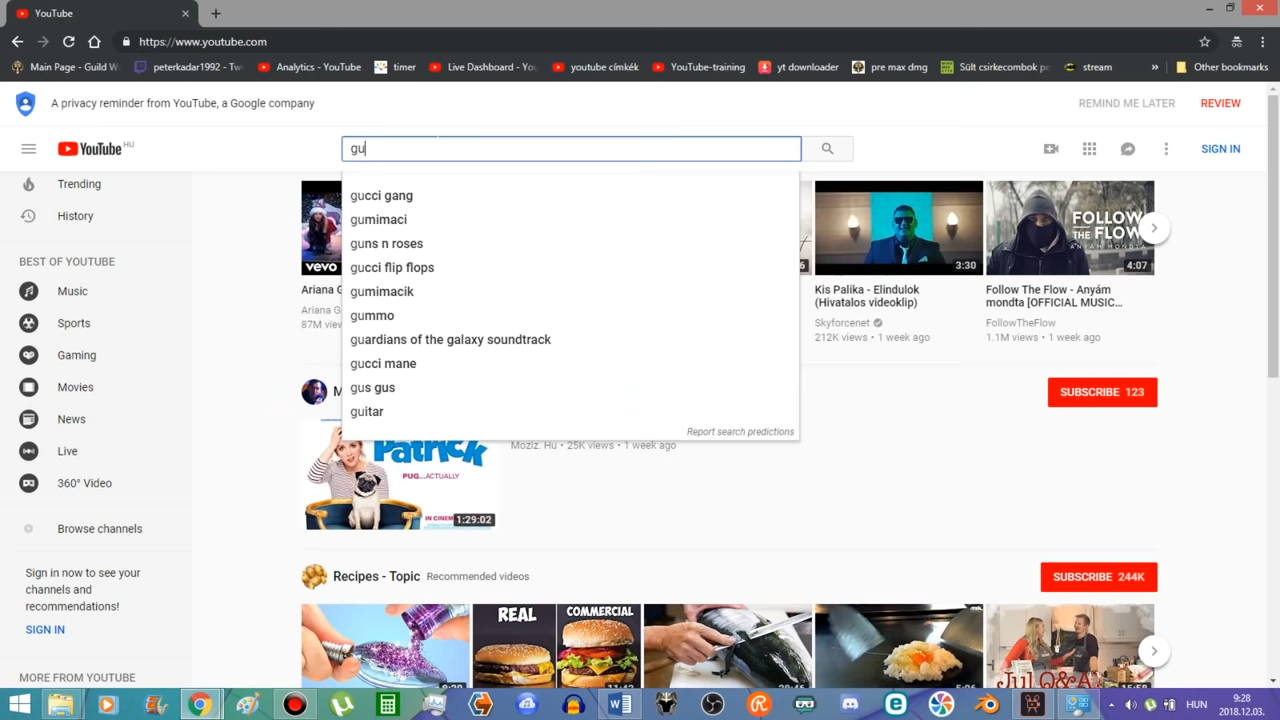 YouTube
https://www.youtube.com
Main Page - Guild W
peterkadar1992 - Tw
Analytics - YouTube
timer
Live Dashboard - Yo
youtube címkék
YouTube-training
yt downloader
pre max dmg
Sült csirkecombok p
stream
Other bookmarks
A privacy reminder from YouTube, a Google company
REMIND ME LATER
REVIEW
YouTube HU
gu
SIGN IN
Trending
History
BEST OF YOUTUBE
Music
Sports
Gaming
Movies
News
Live
360° Video
Browse channels
Sign in now to see your
channels and
recommendations!
SIGN IN
MORE FROM YOUTUBE
gucci gang
gumimaci
guns n roses
gucci flip flops
gumimacik
gummo
guardians of the galaxy soundtrack
gucci mane
gus gus
guitar
Report search predictions
vevo
Ariana G
Ariana G
87M view
3:30
Kis Palika - Elindulok
(Hivatalos videoklip)
Skyforcenet
212K views • 1 week ago
FOLLOW
THE FLOW
ANYÁM MONDTA
4:07
Follow The Flow - Anyám
mondta [OFFICIAL MUSIC...
FollowTheFlow
1.1M views • 1 week ago
M
SUBSCRIBE 123
Patrick
PUG...ACTUALLY
IN CINEM
1:29:02
Moziz. Hu • 25K views • 1 week ago
Recipes - Topic Recommended videos
SUBSCRIBE 244K
REAL
COMMERCIAL
Jul Q&A
HUN
9:28
2018.12.03.